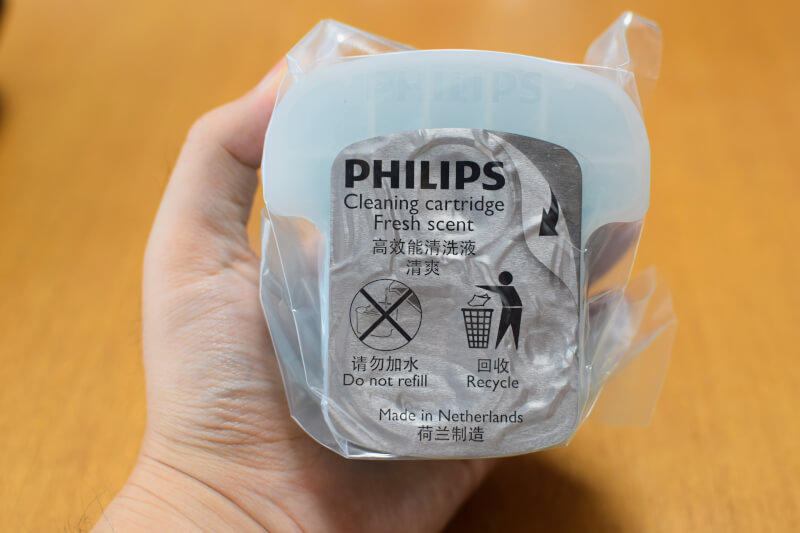 PHILIPS
PHILIPS
Cleaning cartridge
Fresh scent
高效能清洗液
清爽
请勿加水
Do not refill
回收
Recycle
Made in Netherlands
荷兰制造